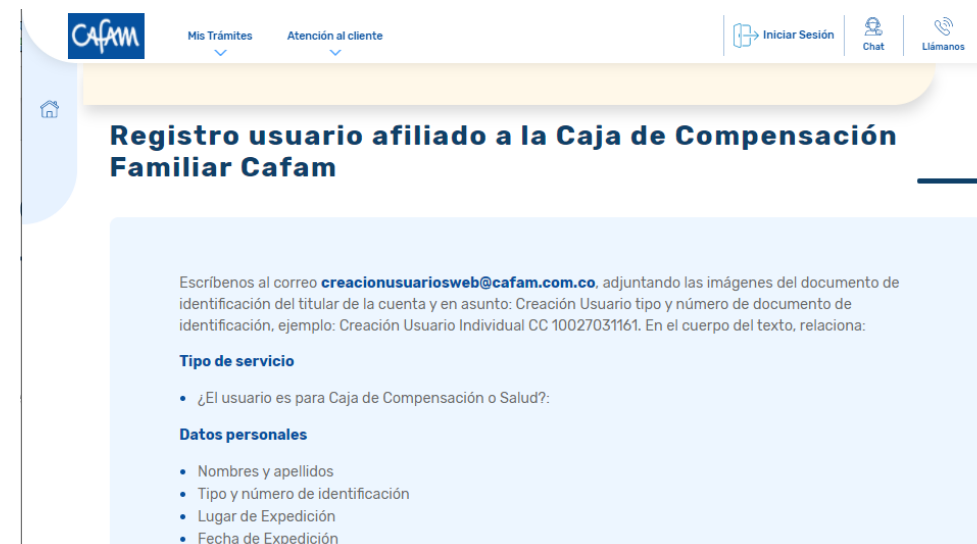 CAFAM
Mis Trámites
Atención al cliente
Iniciar Sesión
Chat
Llámanos
Registro usuario afiliado a la Caja de Compensación
Familiar Cafam
Escríbenos al correo creacionusuariosweb@cafam.com.co, adjuntando las imágenes del documento de
identificación del titular de la cuenta y en asunto: Creación Usuario tipo y número de documento de
identificación, ejemplo: Creación Usuario Individual CC 10027031161. En el cuerpo del texto, relaciona:
Tipo de servicio
• ¿El usuario es para Caja de Compensación o Salud?:
Datos personales
• Nombres y apellidos
• Tipo y número de identificación
• Lugar de Expedición
• Fecha de Expedición